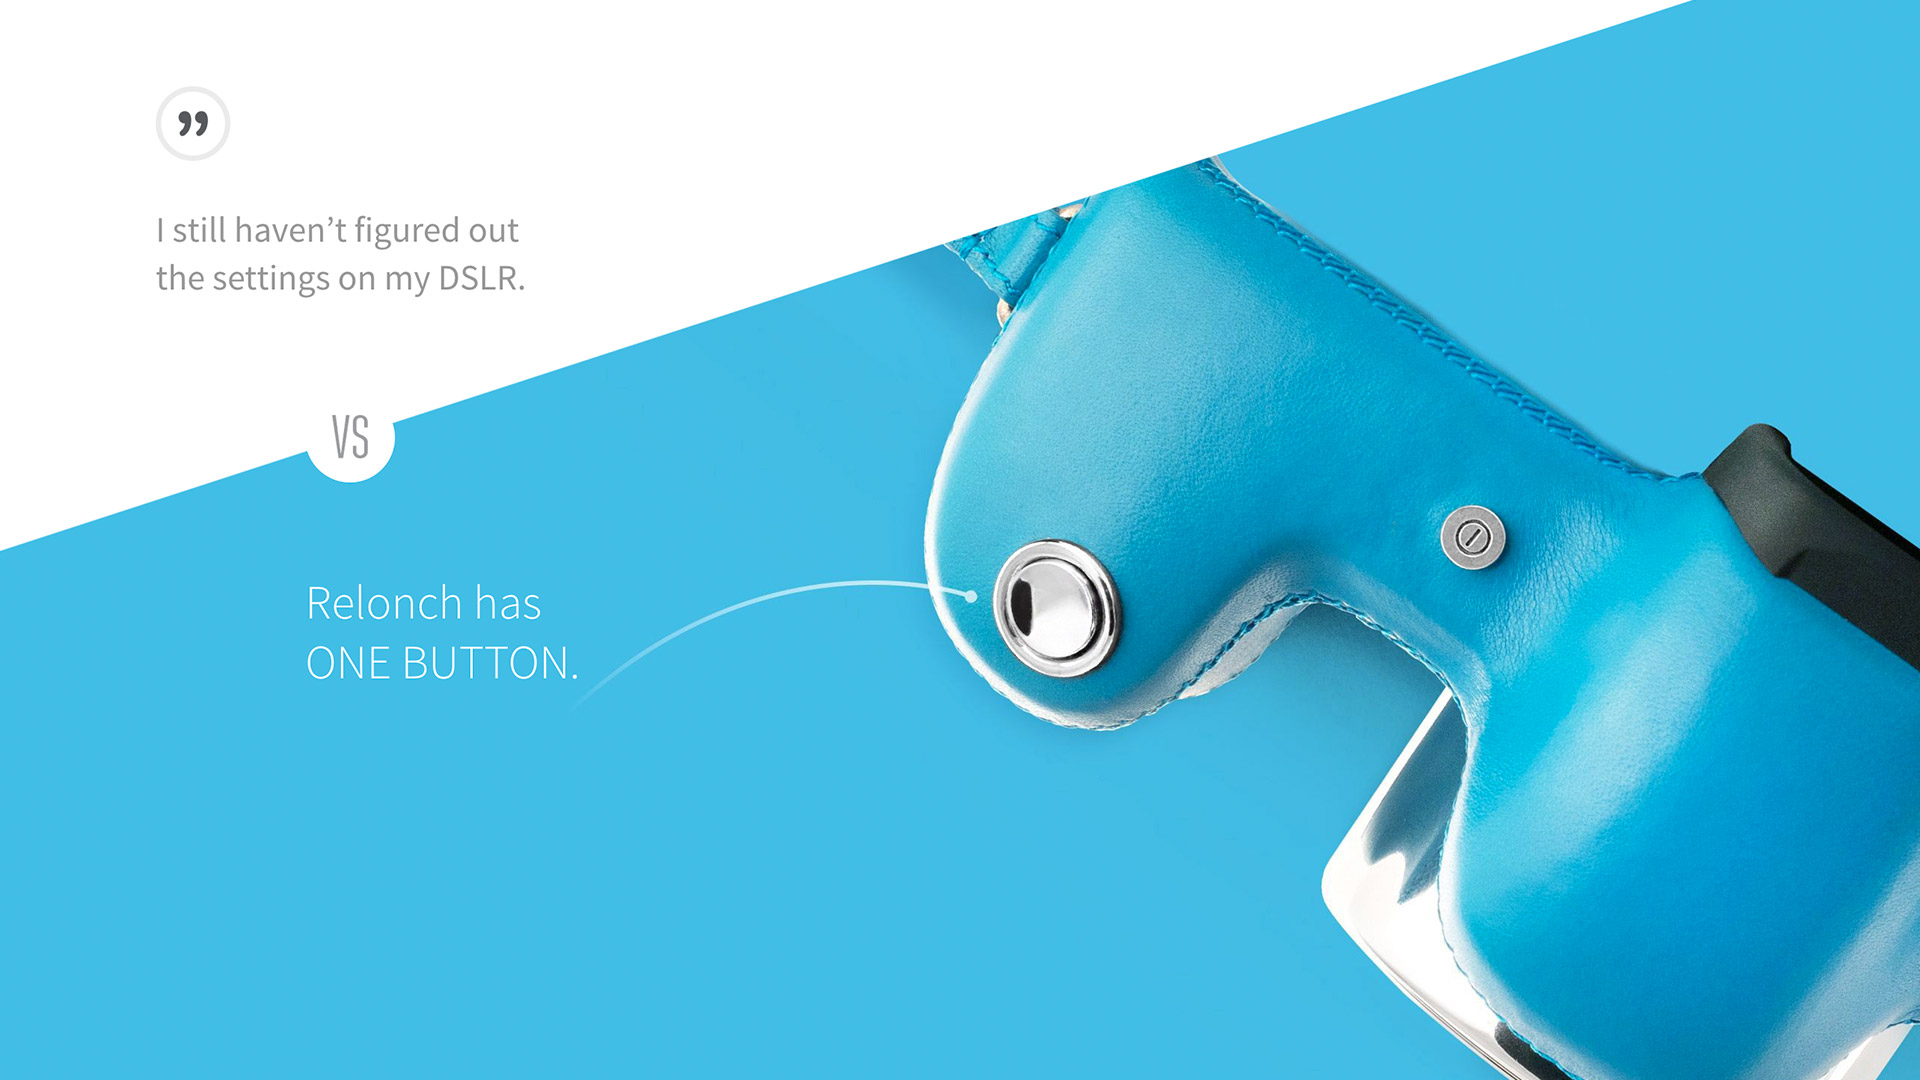 ”
I still haven’t figured out
the settings on my DSLR.
VS
Relonch has
ONE BUTTON.